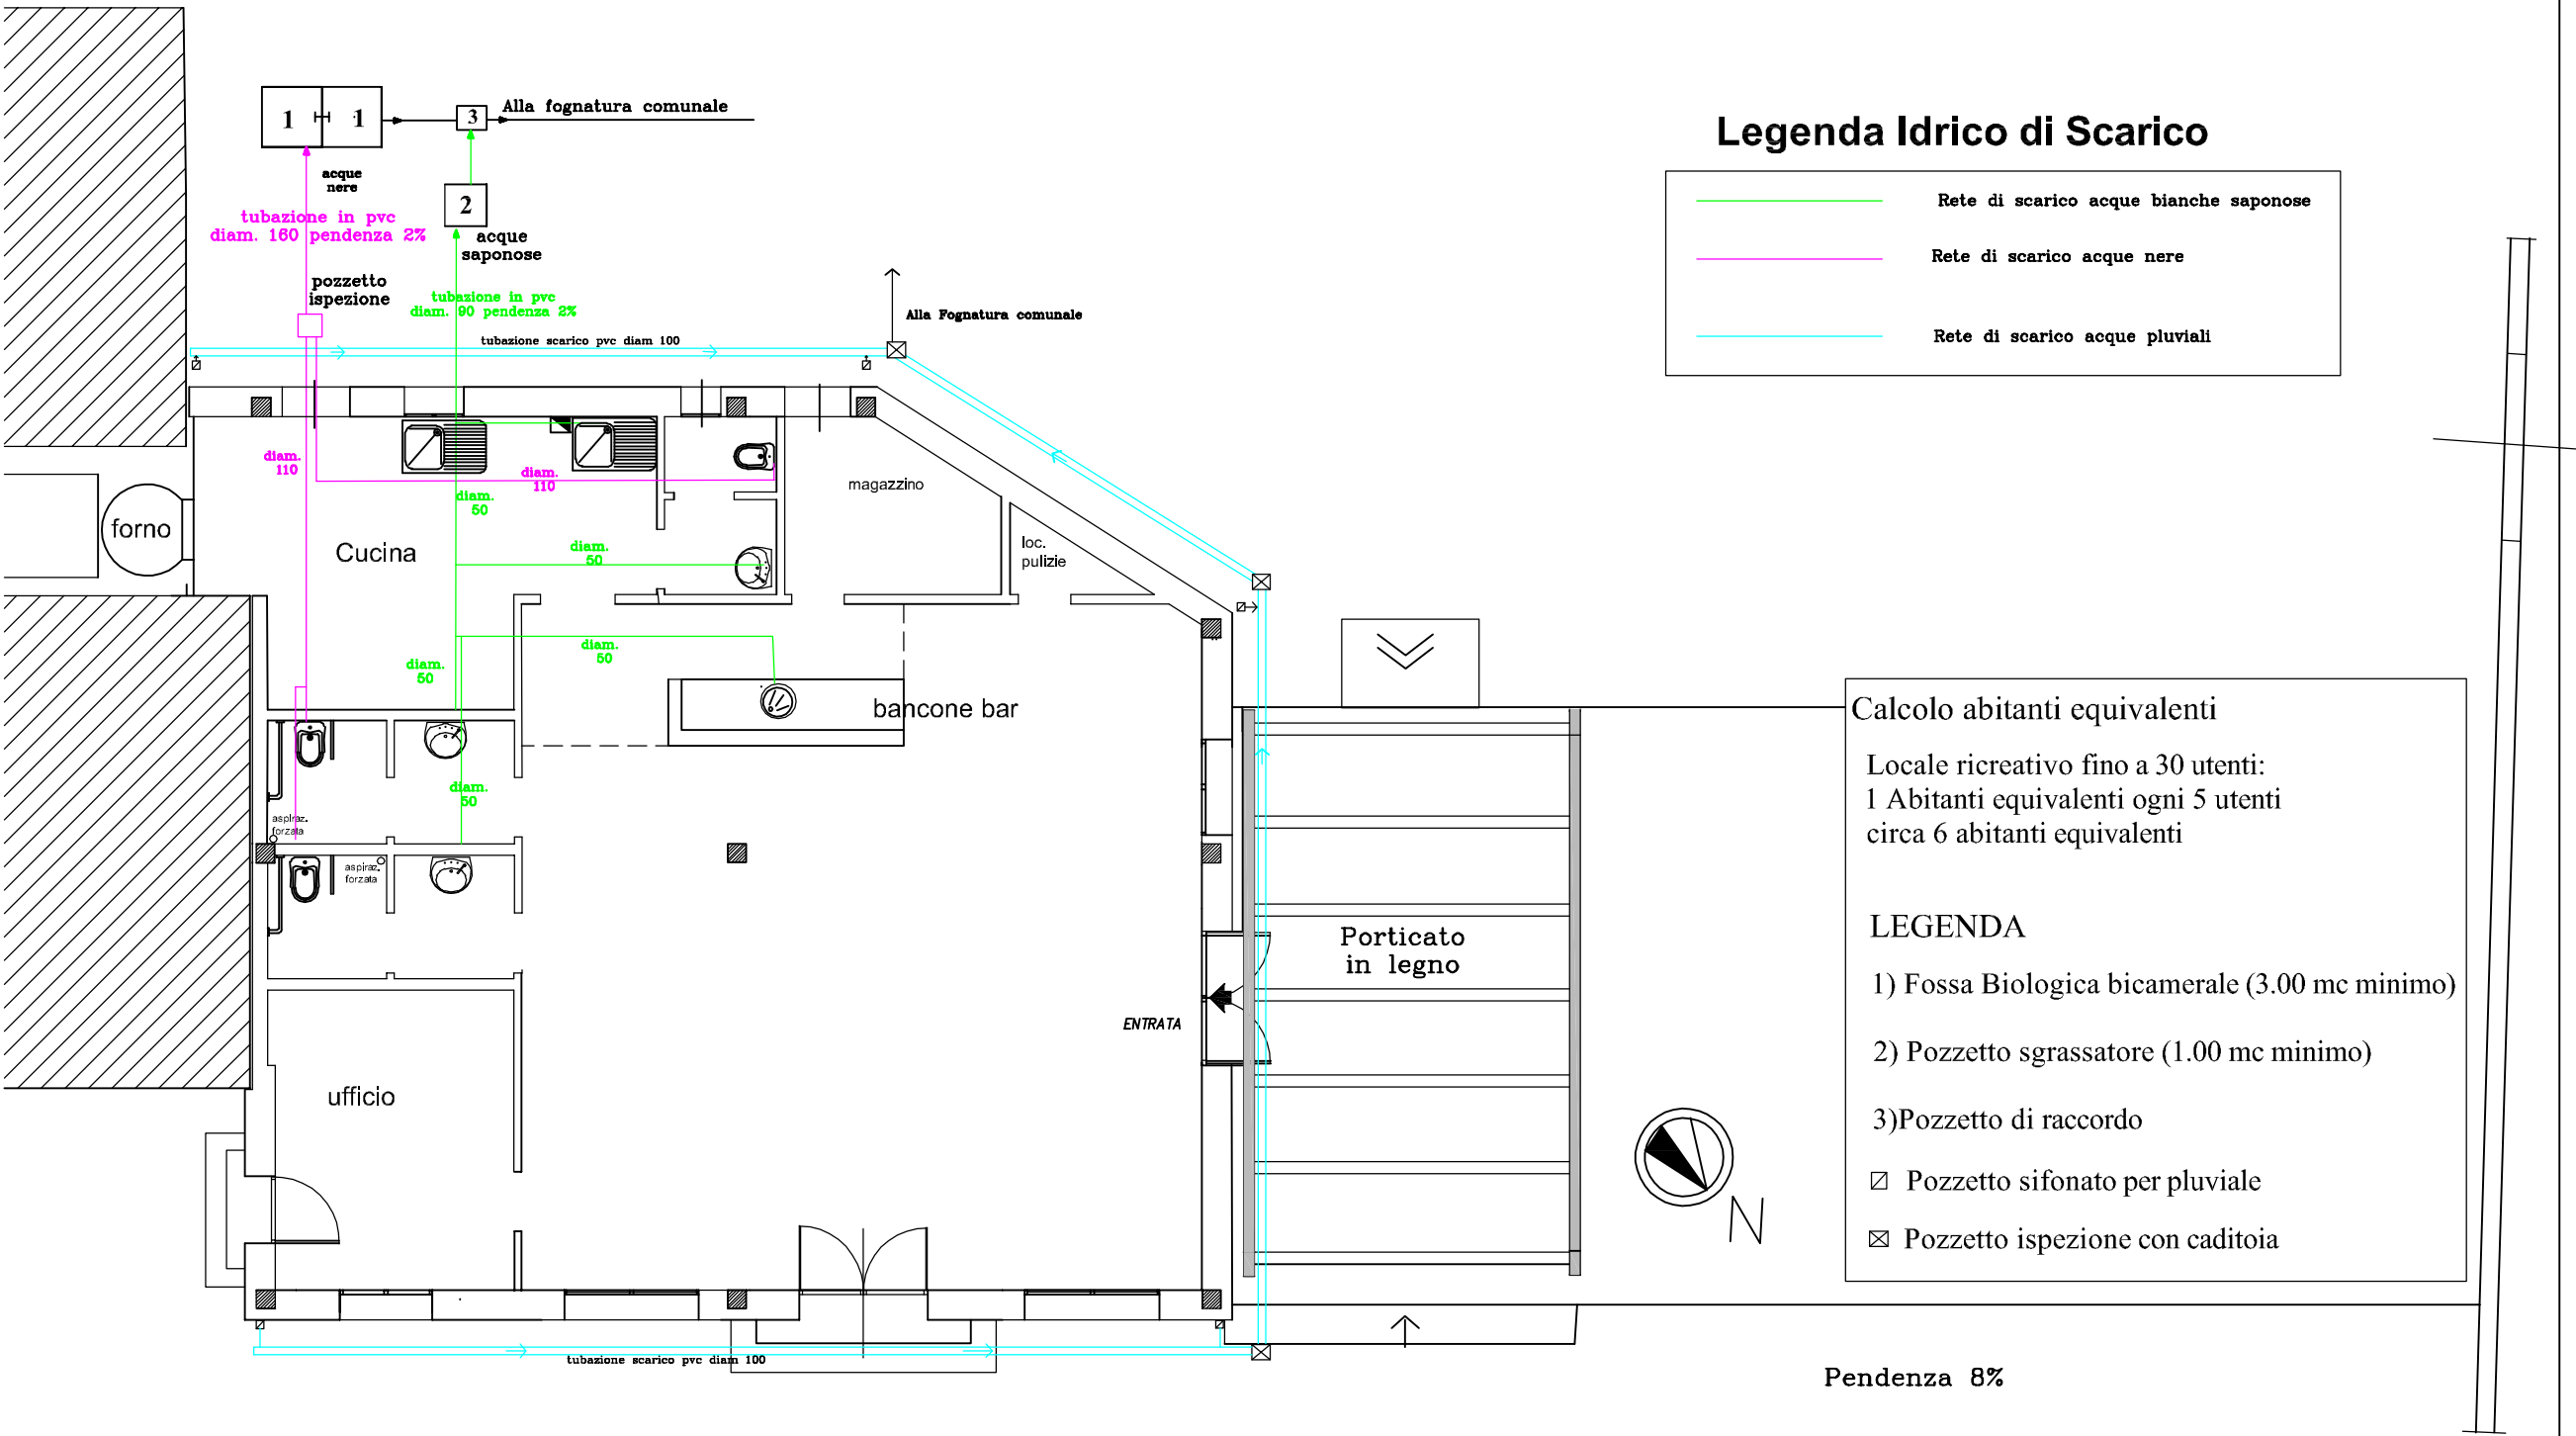 1
1
3
Alla fognatura comunale
acque
nere
2
tubazione in pvc
diam. 160 pendenza 2%
acque
saponose
pozzetto
ispezione
tubazione in pvc
diam. 90 pendenza 2%
tubazione scarico pvc diam 100
Alla Fognatura comunale
Legenda Idrico di Scarico
Rete di scarico acque bianche saponose
Rete di scarico acque nere
Rete di scarico acque pluviali
diam.
110
diam.
110
diam.
50
magazzino
forno
Cucina
diam.
50
loc.
pulizie
diam.
50
diam.
50
bancone bar
diam.
50
aspiraz.
forzata
aspiraz.
forzata
Porticato
in legno
ENTRATA
ufficio
N
tubazione scarico pvc diam 100
Calcolo abitanti equivalenti
Locale ricreativo fino a 30 utenti:
1 Abitanti equivalenti ogni 5 utenti
circa 6 abitanti equivalenti
LEGENDA
1) Fossa Biologica bicamerale (3.00 mc minimo)
2) Pozzetto sgrassatore (1.00 mc minimo)
3)Pozzetto di raccordo
Pozzetto sifonato per pluviale
Pozzetto ispezione con caditoia
Pendenza 8%